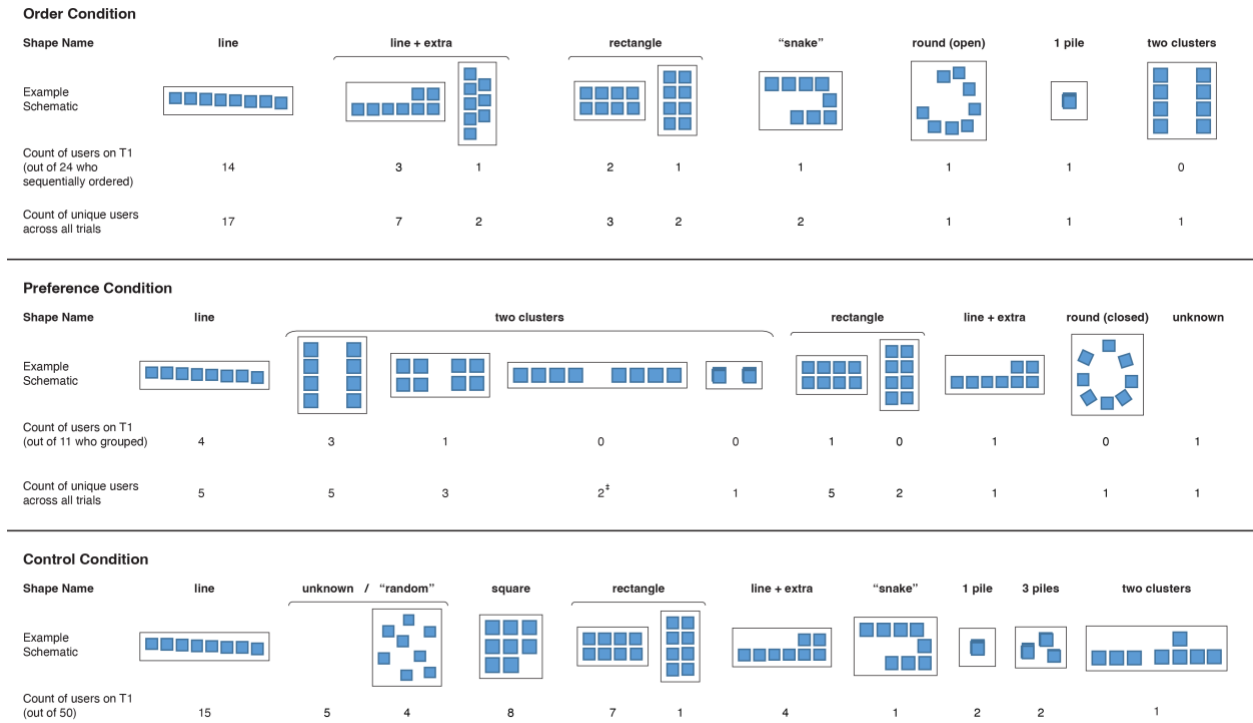 Order Condition
Shape Name line line + extra rectangle “snake” round (open) 1 pile two clusters
Example
Schematic
Count of users on T1
(out of 24 who
sequentially ordered)
14 3 1 2 1 1 1 1 0
Count of unique users
across all trials
17 7 2 3 2 2 1 1 1
Preference Condition
Shape Name line two clusters rectangle line + extra round (closed) unknown
Example
Schematic
Count of users on T1
(out of 11 who grouped)
4 3 1 0 0 1 0 1 0 1
Count of unique users
across all trials
5 5 3 2‡ 1 5 2 1 1 1
Control Condition
Shape Name line unknown / “random” square rectangle line + extra “snake” 1 pile 3 piles two clusters
Example
Schematic
Count of users on T1
(out of 50)
15 5 4 8 7 1 4 1 2 2 1